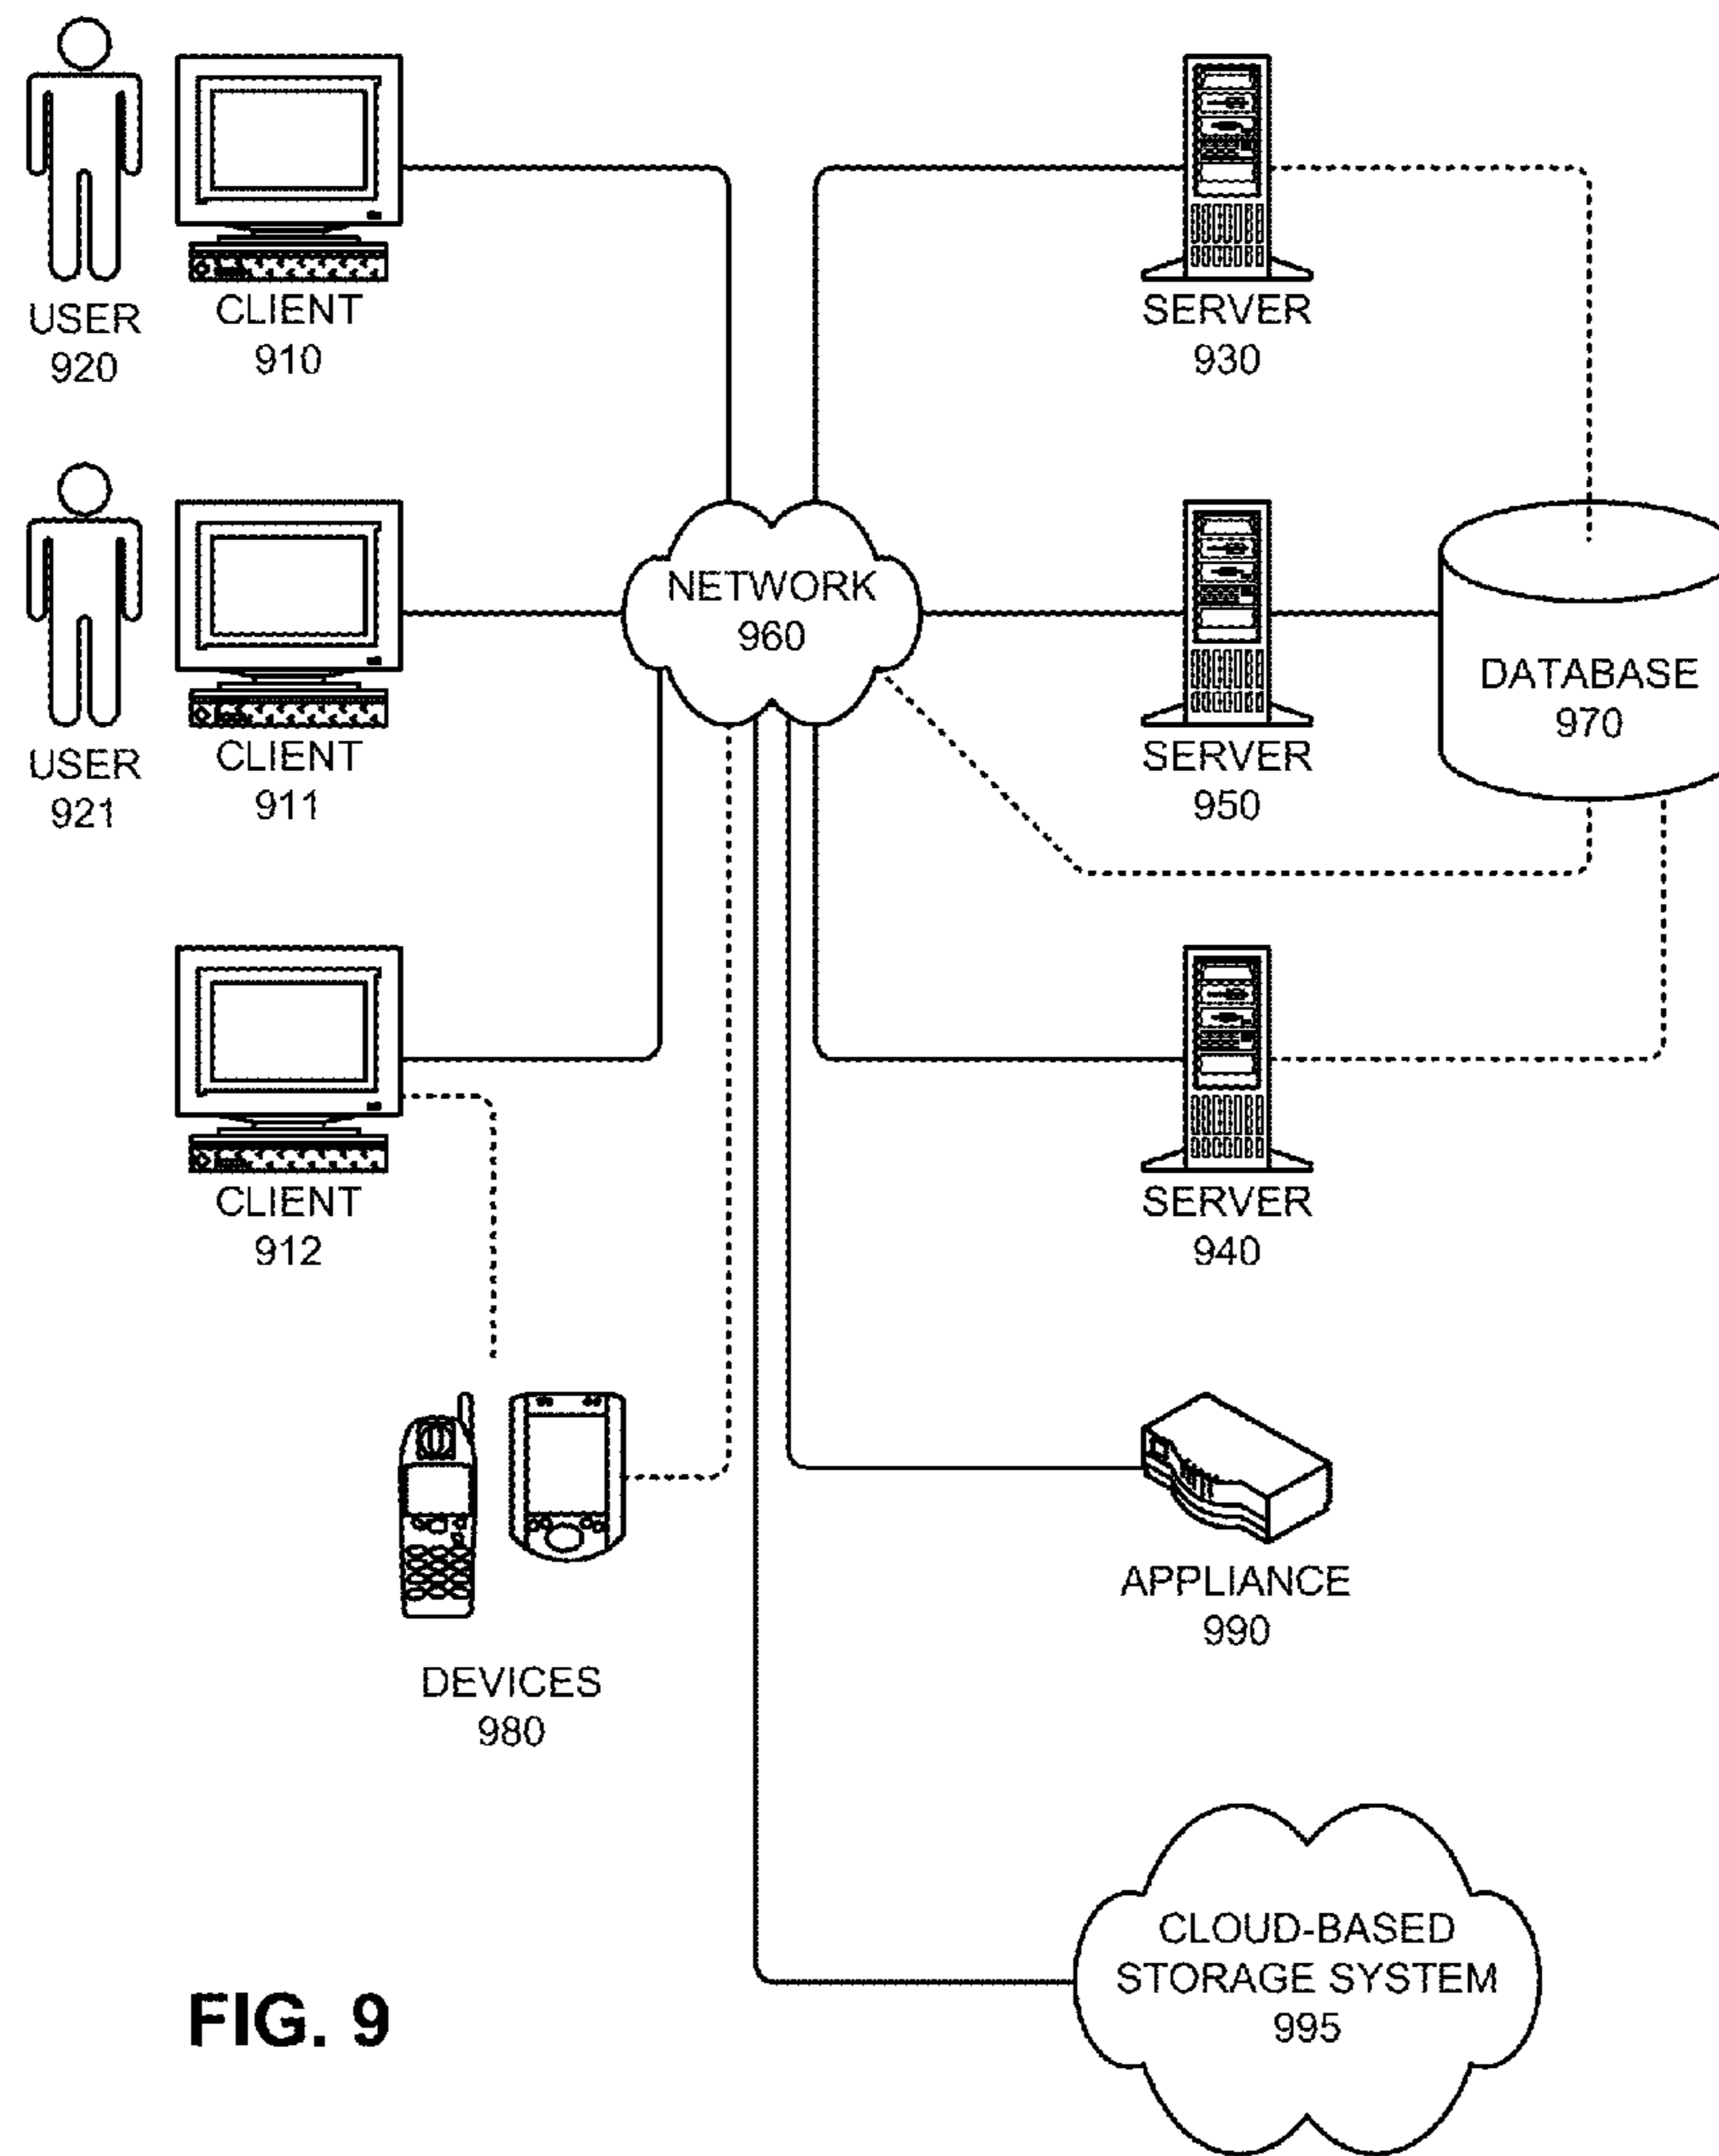 USER
920
CLIENT
910
SERVER
930
USER
921
CLIENT
911
NETWORK
960
SERVER
950
DATABASE
970
CLIENT
912
SERVER
940
DEVICES
980
APPLIANCE
990
CLOUD-BASED
STORAGE SYSTEM
995
FIG. 9